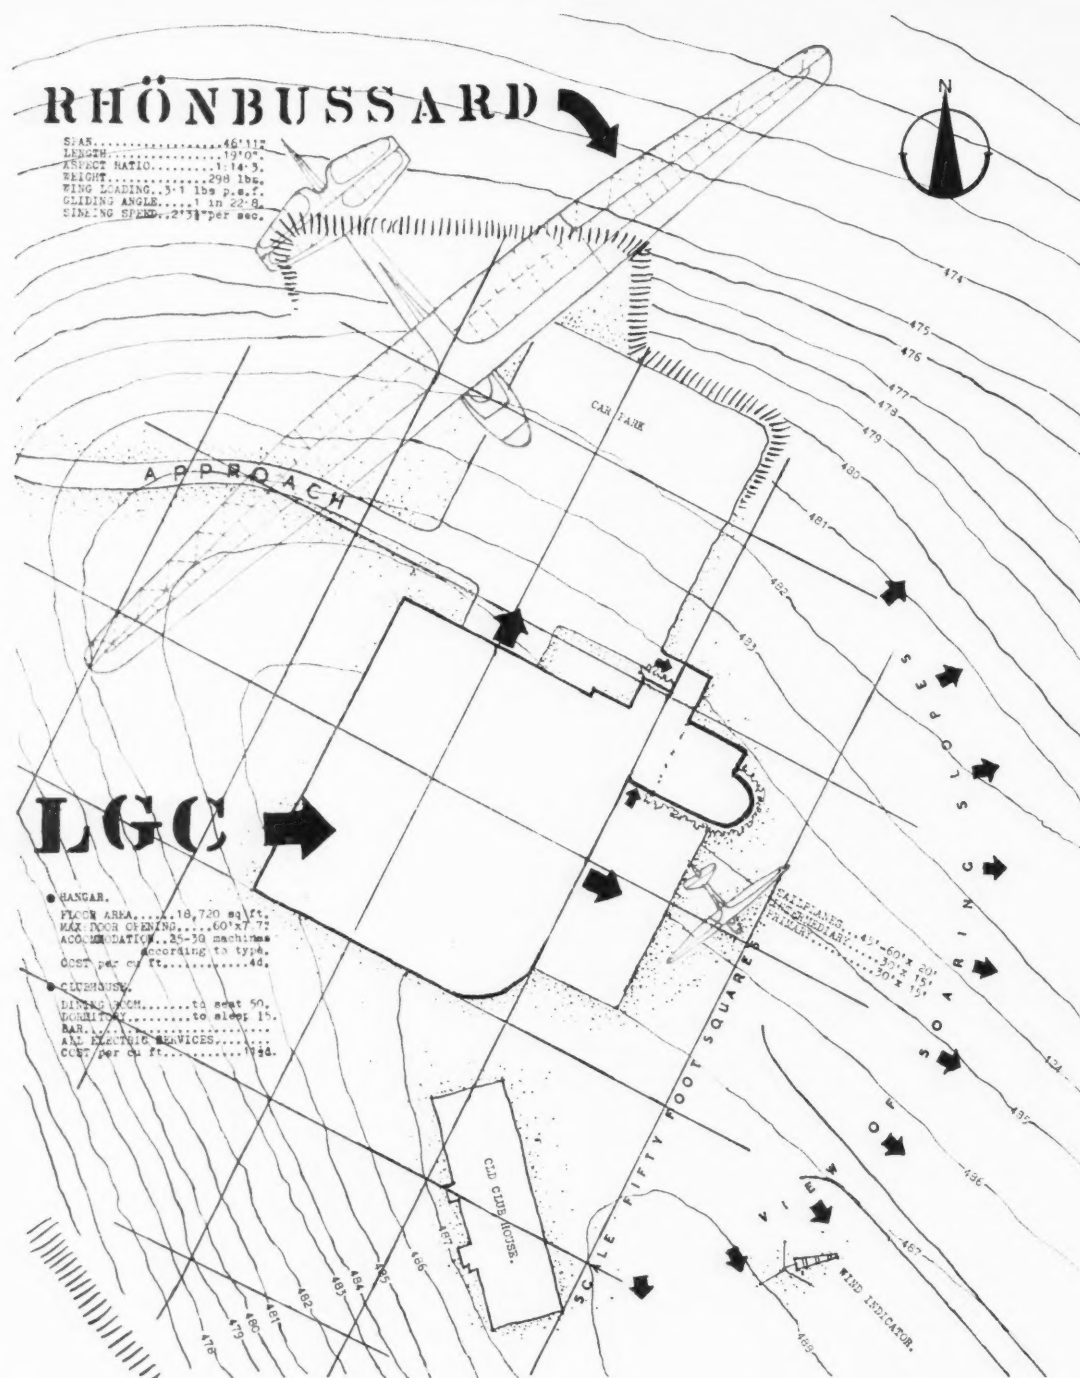 RHÖNBUSSARD
SPAN..................46'11"
LENGTH................19'0".
ASPECT RATIO.........1:14·3.
WEIGHT............298 lbs.
WING LOADING..3·1 lbs p.s.f.
GLIDING ANGLE.....1 in 22·8.
SINKING SPEED..2'3½"per sec.
N
474
475
476
477
478
479
480
481
482
483
CAR PARK
APPROACH
LGC
HANGAR.
FLOOR AREA.....18,720 sq ft.
MAX DOOR OPENING.....60'x7.7'
ACCOMMODATION..25-30 machines
according to type.
COST per cu ft...........4d.
CLUBHOUSE.
DINING ROOM.......to seat 50.
DORMITORY.........to sleep 15.
BAR......................
ALL ELECTRIC SERVICES.......
COST per cu ft...........11½d.
SAILPLANES...45'-60'x 20'
INTERMEDIARY...30'x 15'
PRIMARY.........30'x 15'
VIEW OF SOARING SLOPES
SCALE FIFTY FOOT SQUARES
OLD CLUB HOUSE.
WIND INDICATOR.
484
485
486
487
489
487
486
485
484
483
482
481
480
479
478